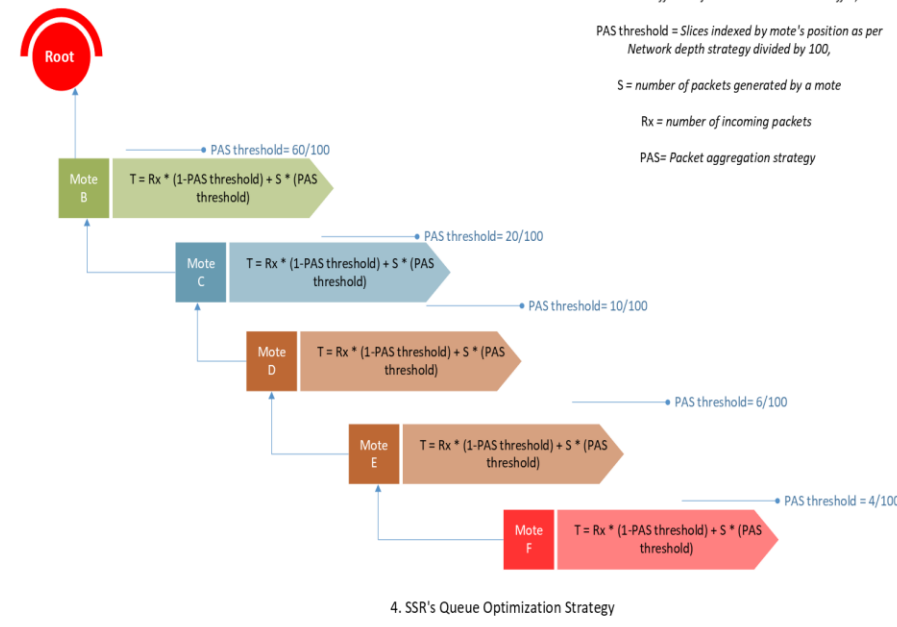 PAS threshold = Slices indexed by mote's position as per
Network depth strategy divided by 100,
S = number of packets generated by a mote
Rx = number of incoming packets
PAS= Packet aggregation strategy
Root
PAS threshold= 60/100
Mote
B
T = Rx * (1-PAS threshold) + S * (PAS
threshold)
PAS threshold= 20/100
Mote
C
T = Rx * (1-PAS threshold) + S * (PAS
threshold)
PAS threshold= 10/100
Mote
D
T = Rx * (1-PAS threshold) + S * (PAS
threshold)
PAS threshold= 6/100
Mote
E
T = Rx * (1-PAS threshold) + S * (PAS
threshold)
PAS threshold = 4/100
Mote
F
T = Rx * (1-PAS threshold) + S * (PAS
threshold)
4. SSR's Queue Optimization Strategy